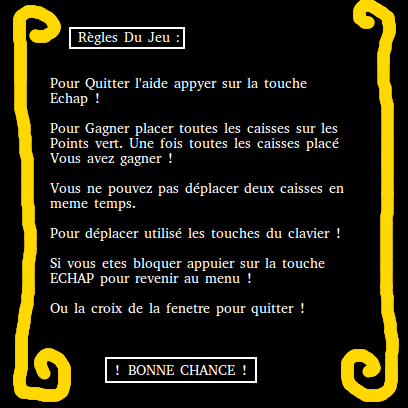 Règles Du Jeu :
Pour Quitter l'aide appyer sur la touche
Echap !
Pour Gagner placer toutes les caisses sur les
Points vert. Une fois toutes les caisses placé
Vous avez gagner !
Vous ne pouvez pas déplacer deux caisses en
meme temps.
Pour déplacer utilisé les touches du clavier !
Si vous etes bloquer appuier sur la touche
ECHAP pour revenir au menu !
Ou la croix de la fenetre pour quitter !
! BONNE CHANCE !